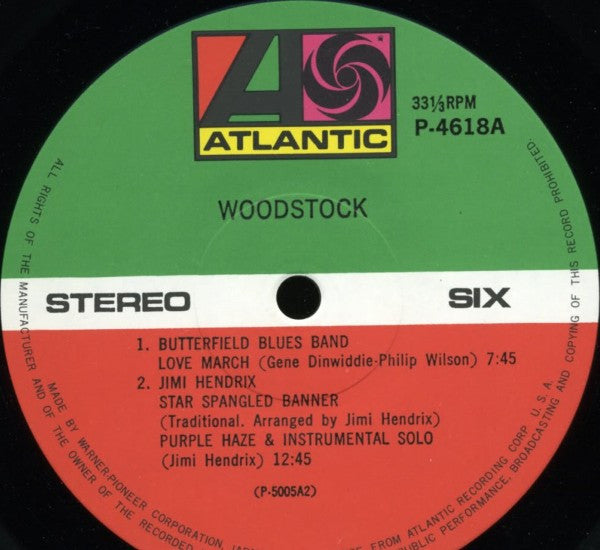 ATLANTIC
33⅓RPM
P-4618A
WOODSTOCK
STEREO
SIX
1. BUTTERFIELD BLUES BAND
LOVE MARCH (Gene Dinwiddie-Philip Wilson) 7:45
2. JIMI HENDRIX
STAR SPANGLED BANNER
(Traditional. Arranged by Jimi Hendrix)
PURPLE HAZE & INSTRUMENTAL SOLO
(Jimi Hendrix) 12:45
(P-5005A2)
ALL RIGHTS OF THE MANUFACTURER AND OF THE OWNER OF THE RECORDED
MADE BY WARNER-PIONEER CORPORATION,
FROM ATLANTIC RECORDING CORP. U.S.A.
PUBLIC PERFORMANCE, BROADCASTING AND COPYING OF THIS RECORD PROHIBITED.